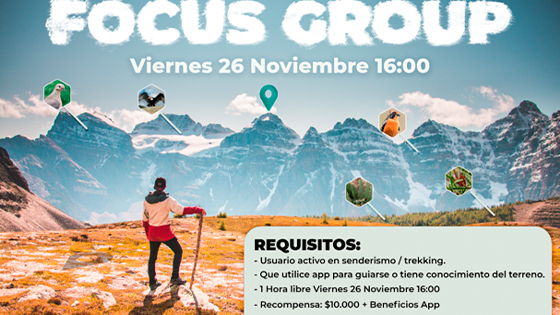 FOCUS GROUP
Viernes 26 Noviembre 16:00
REQUISITOS:
- Usuario activo en senderismo / trekking.
- Que utilice app para guiarse o tiene conocimiento del terreno.
- 1 Hora libre Viernes 26 Noviembre 16:00
- Recompensa: $10.000 + Beneficios App